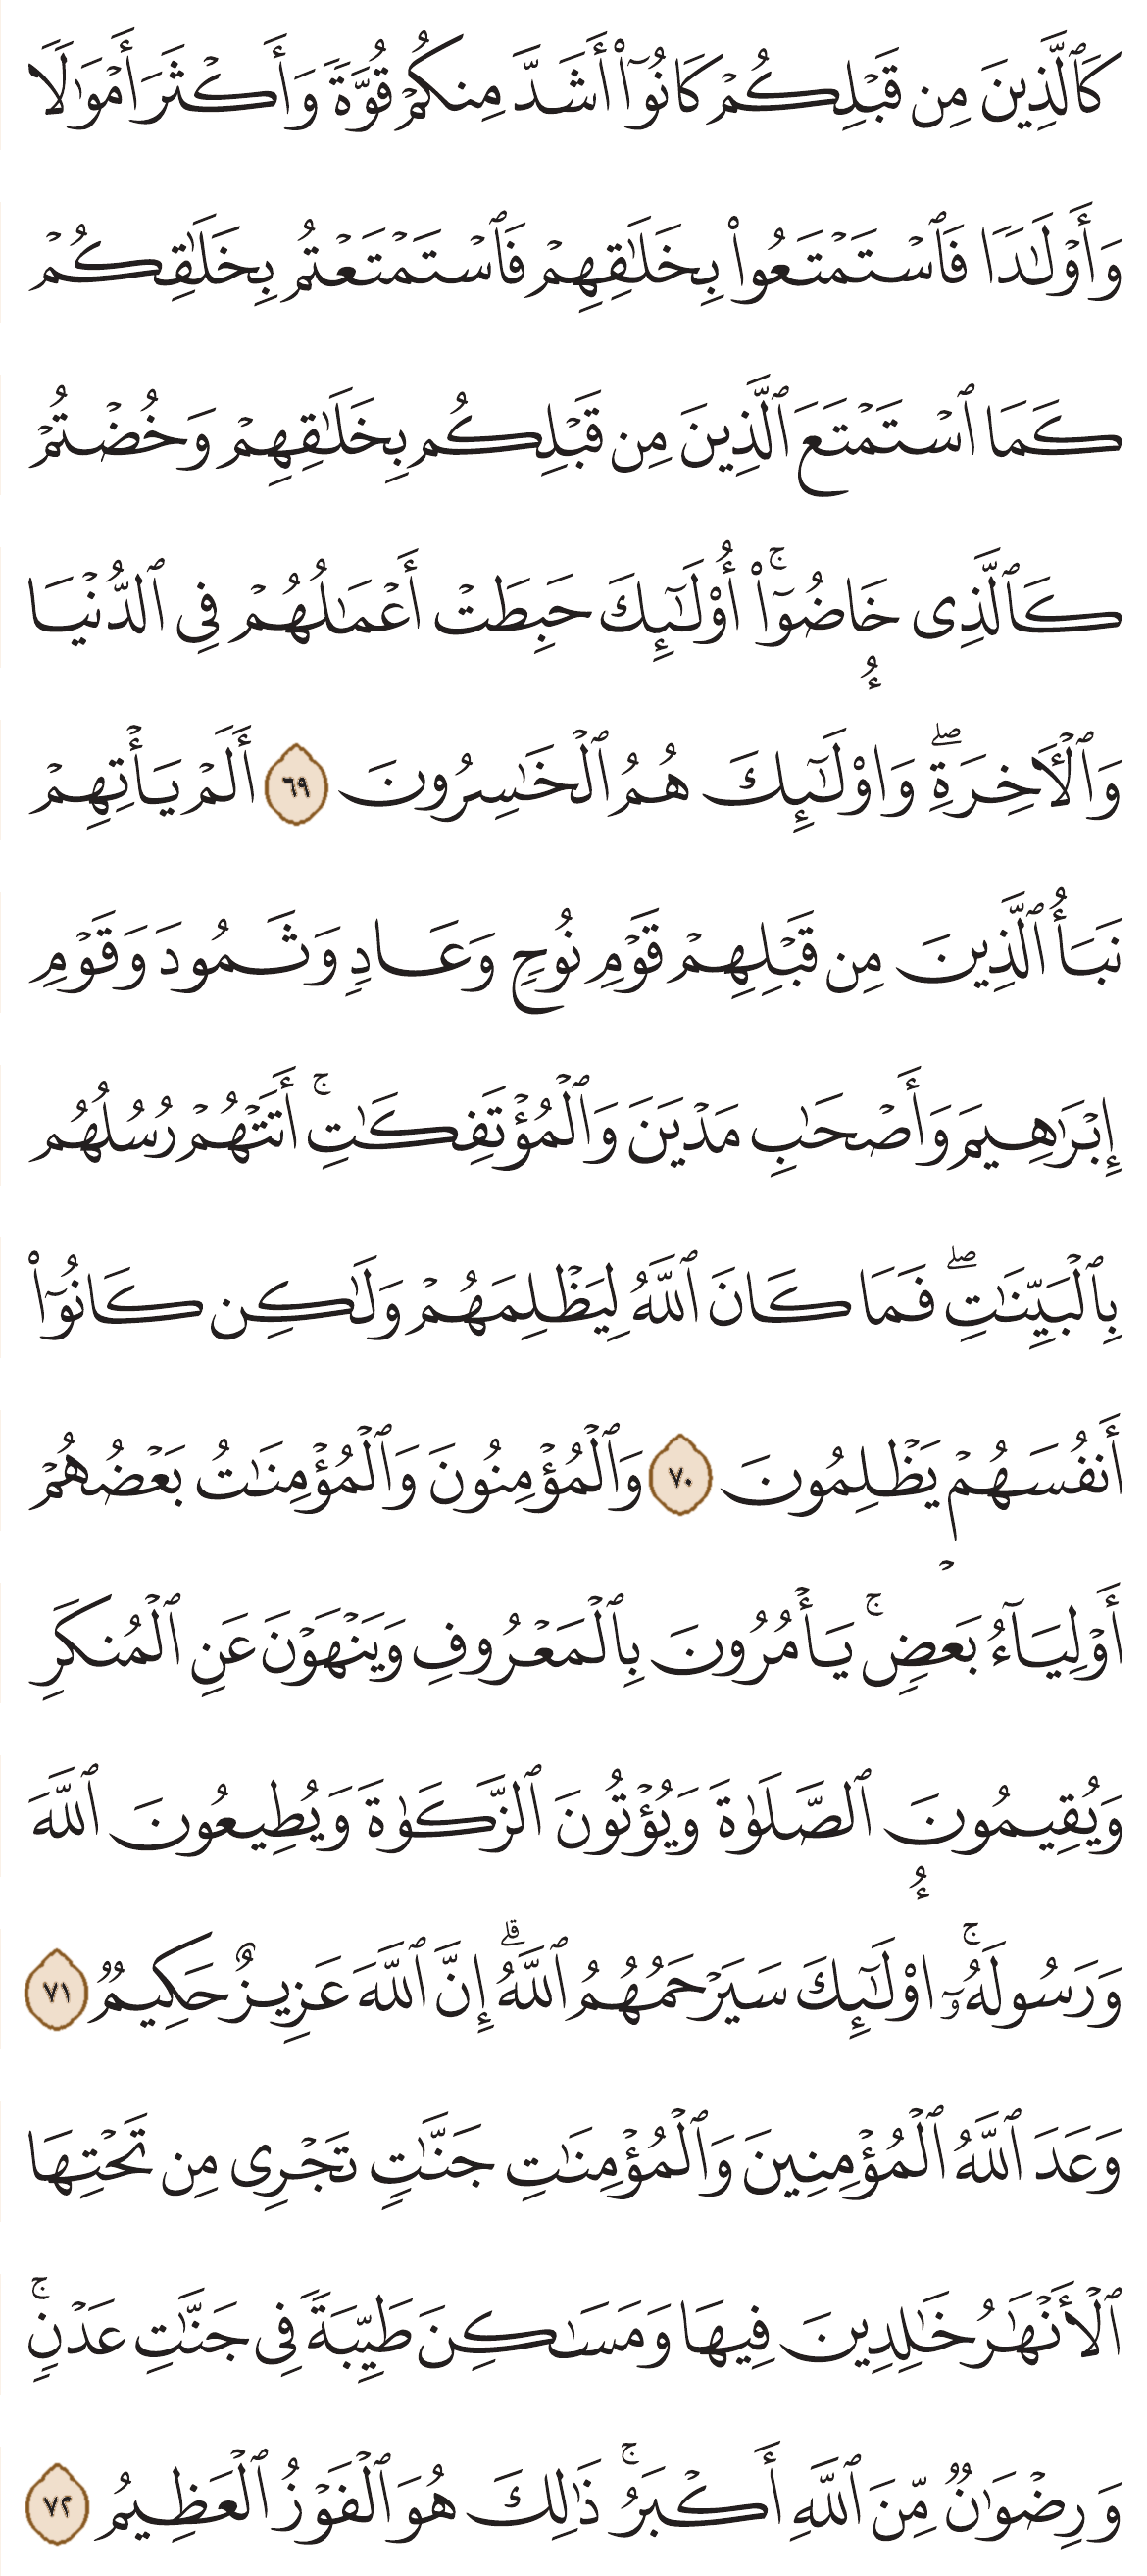 كَٱلَّذِينَ مِن قَبْلِكُمْ كَانُوٓا۟ أَشَدَّ مِنكُمْ قُوَّةً وَأَكْثَرَ أَمْوَٰلًا
وَأَوْلَـٰدًا فَٱسْتَمْتَعُوا۟ بِخَلَـٰقِهِمْ فَٱسْتَمْتَعْتُم بِخَلَـٰقِكُمْ
كَمَا ٱسْتَمْتَعَ ٱلَّذِينَ مِن قَبْلِكُم بِخَلَـٰقِهِمْ وَخُضْتُمْ
كَٱلَّذِى خَاضُوٓا۟ۚ أُو۟لَـٰٓئِكَ حَبِطَتْ أَعْمَـٰلُهُمْ فِى ٱلدُّنْيَا
وَٱلْـَٔاخِرَةِۖ وَأُو۟لَـٰٓئِكَ هُمُ ٱلْخَـٰسِرُونَ ٦٩ أَلَمْ يَأْتِهِمْ
نَبَأُ ٱلَّذِينَ مِن قَبْلِهِمْ قَوْمِ نُوحٍ وَعَادٍ وَثَمُودَ وَقَوْمِ
إِبْرَٰهِيمَ وَأَصْحَـٰبِ مَدْيَنَ وَٱلْمُؤْتَفِكَـٰتِۚ أَتَتْهُمْ رُسُلُهُم
بِٱلْبَيِّنَـٰتِۖ فَمَا كَانَ ٱللَّهُ لِيَظْلِمَهُمْ وَلَـٰكِن كَانُوٓا۟
أَنفُسَهُمْ يَظْلِمُونَ ٧٠ وَٱلْمُؤْمِنُونَ وَٱلْمُؤْمِنَـٰتُ بَعْضُهُمْ
أَوْلِيَآءُ بَعْضٍۚ يَأْمُرُونَ بِٱلْمَعْرُوفِ وَيَنْهَوْنَ عَنِ ٱلْمُنكَرِ
وَيُقِيمُونَ ٱلصَّلَوٰةَ وَيُؤْتُونَ ٱلزَّكَوٰةَ وَيُطِيعُونَ ٱللَّهَ
وَرَسُولَهُۥٓۚ أُو۟لَـٰٓئِكَ سَيَرْحَمُهُمُ ٱللَّهُۗ إِنَّ ٱللَّهَ عَزِيزٌ حَكِيمٌ ٧١
وَعَدَ ٱللَّهُ ٱلْمُؤْمِنِينَ وَٱلْمُؤْمِنَـٰتِ جَنَّـٰتٍ تَجْرِى مِن تَحْتِهَا
ٱلْأَنْهَـٰرُ خَـٰلِدِينَ فِيهَا وَمَسَـٰكِنَ طَيِّبَةً فِى جَنَّـٰتِ عَدْنٍۚ
وَرِضْوَٰنٌ مِّنَ ٱللَّهِ أَكْبَرُۚ ذَٰلِكَ هُوَ ٱلْفَوْزُ ٱلْعَظِيمُ ٧٢